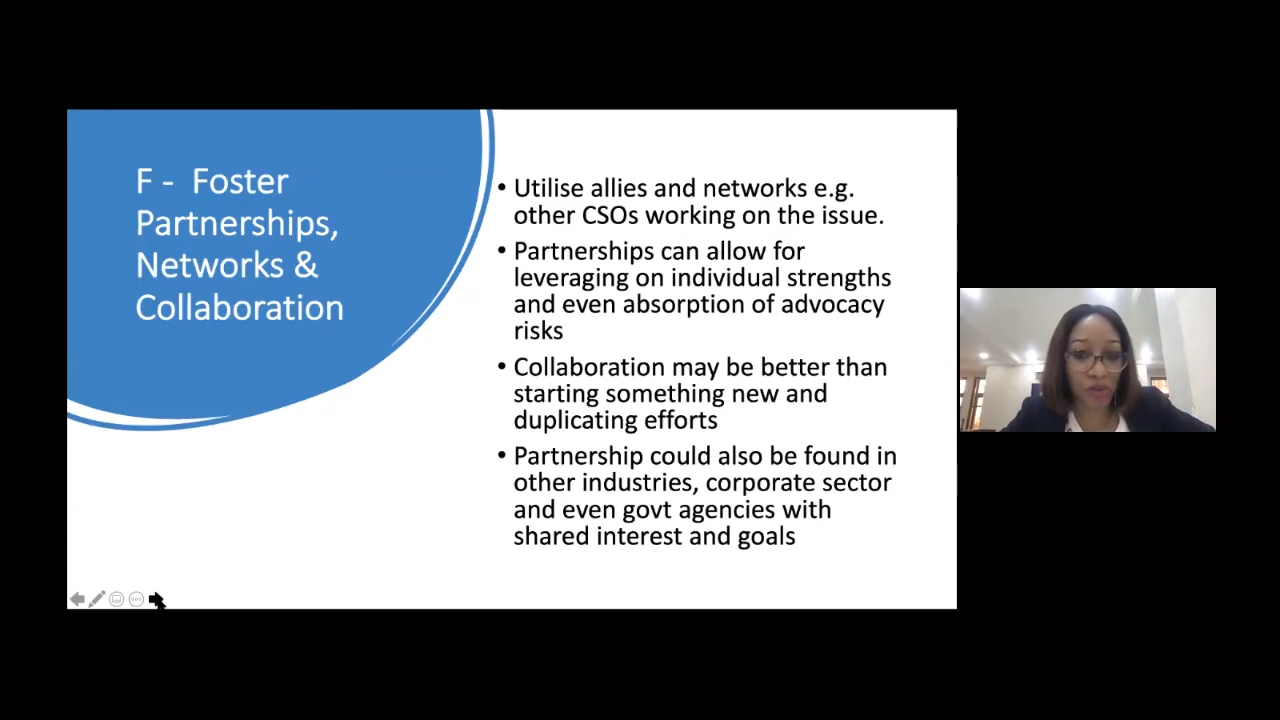 F -  Foster
Partnerships,
Networks &
Collaboration
• Utilise allies and networks e.g.
other CSOs working on the issue.
• Partnerships can allow for
leveraging on individual strengths
and even absorption of advocacy
risks
• Collaboration may be better than
starting something new and
duplicating efforts
• Partnership could also be found in
other industries, corporate sector
and even govt agencies with
shared interest and goals